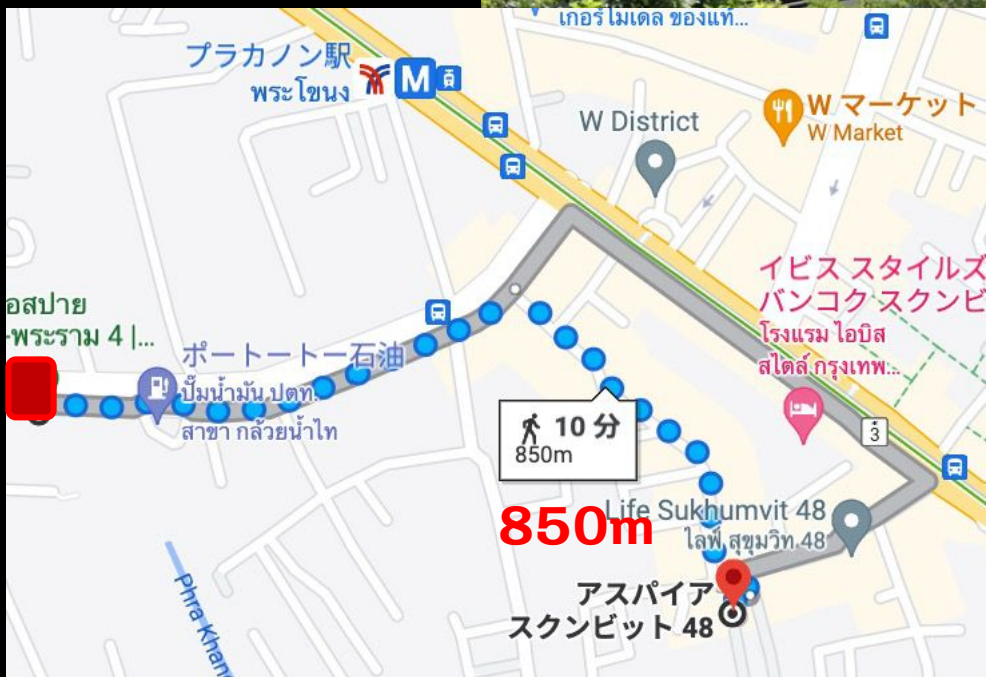 เกอร์ ไมเดล ของแท้...
プラカノン駅
พระโขนง
M
W District
W マーケット
W Market
イビス スタイルズ
バンコク スクンビ
โรงแรม ไอบิส
สไตล์ กรุงเทพ...
อสปาย
-พระราม 4 |...
ポートートー石油
ปั๊มน้ำมัน ปตท.
สาขา กล้วยน้ำไท
10 分
850m
3
850m
Life Sukhumvit 48
ไลฟ์ สุขุมวิท 48
アスパイア
スクンビット 48
Phra Khan